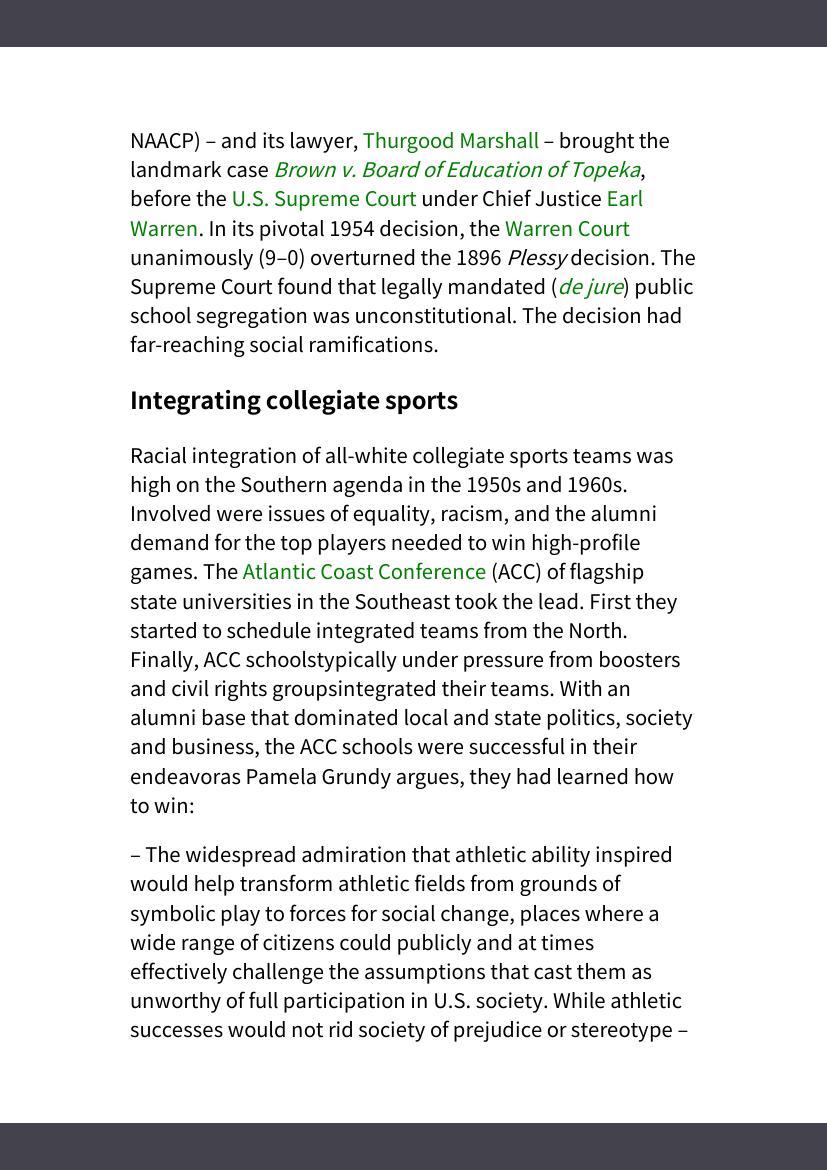 NAACP) – and its lawyer, Thurgood Marshall – brought the
landmark case Brown v. Board of Education of Topeka,
before the U.S. Supreme Court under Chief Justice Earl
Warren. In its pivotal 1954 decision, the Warren Court
unanimously (9–0) overturned the 1896 Plessy decision. The
Supreme Court found that legally mandated (de jure) public
school segregation was unconstitutional. The decision had
far-reaching social ramifications.
Integrating collegiate sports
Racial integration of all-white collegiate sports teams was
high on the Southern agenda in the 1950s and 1960s.
Involved were issues of equality, racism, and the alumni
demand for the top players needed to win high-profile
games. The Atlantic Coast Conference (ACC) of flagship
state universities in the Southeast took the lead. First they
started to schedule integrated teams from the North.
Finally, ACC schoolstypically under pressure from boosters
and civil rights groupsintegrated their teams. With an
alumni base that dominated local and state politics, society
and business, the ACC schools were successful in their
endeavoras Pamela Grundy argues, they had learned how
to win:
– The widespread admiration that athletic ability inspired
would help transform athletic fields from grounds of
symbolic play to forces for social change, places where a
wide range of citizens could publicly and at times
effectively challenge the assumptions that cast them as
unworthy of full participation in U.S. society. While athletic
successes would not rid society of prejudice or stereotype –